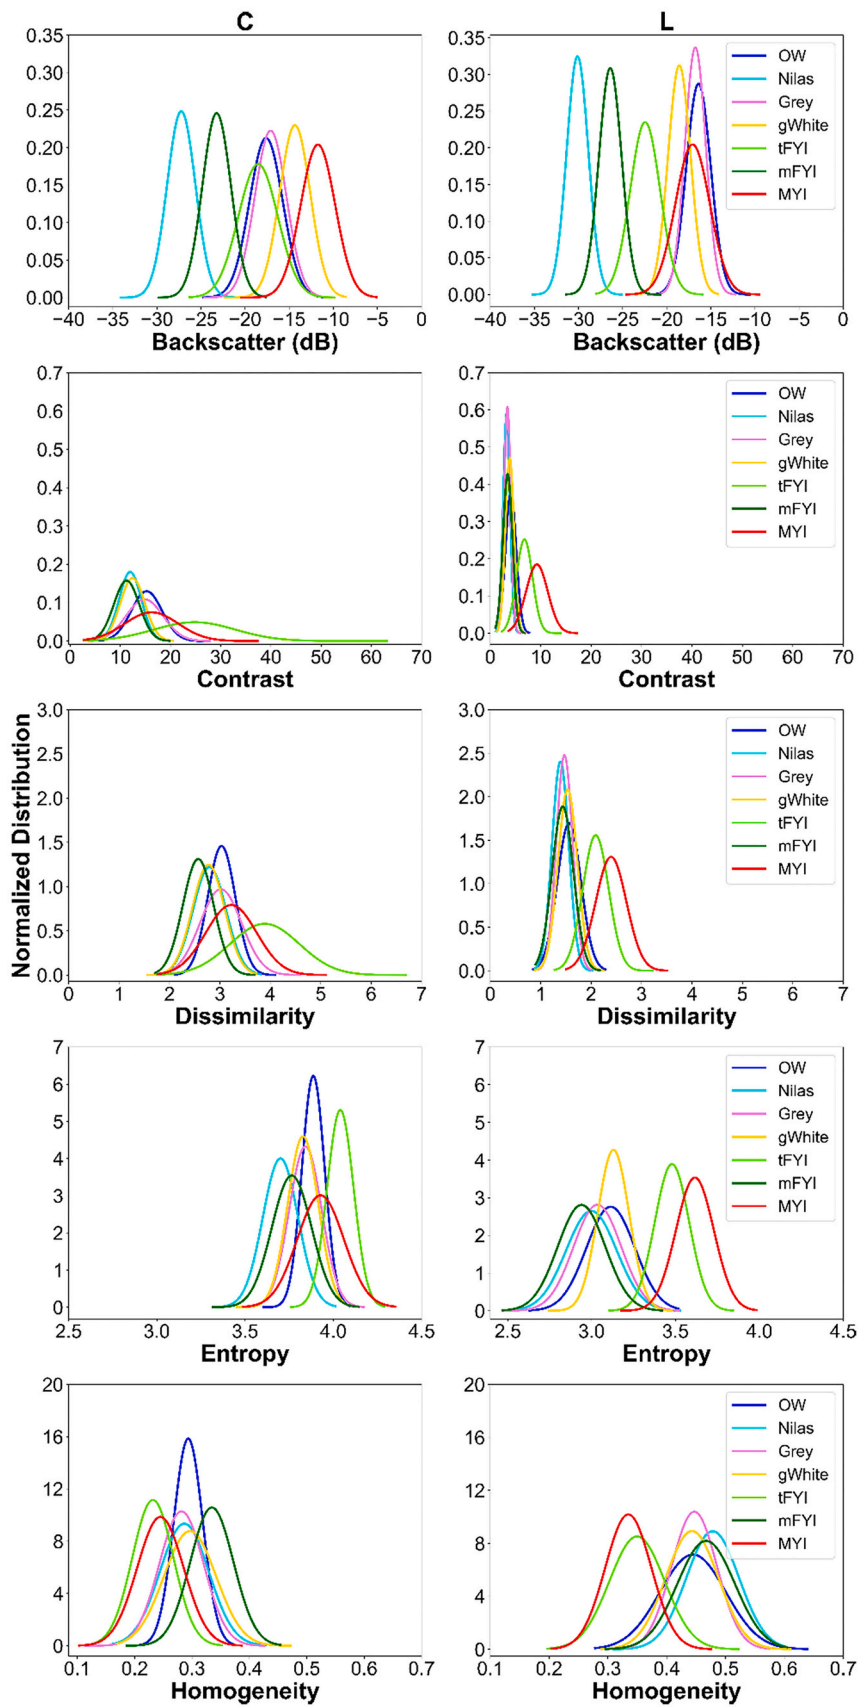 C
L
0.35
0.30
0.25
0.20
0.15
0.10
0.05
0.00
−40 −35 −30 −25 −20 −15 −10 −5 0
Backscatter (dB)
0.35
0.30
0.25
0.20
0.15
0.10
0.05
0.00
−40 −35 −30 −25 −20 −15 −10 −5 0
Backscatter (dB)
OW
Nilas
Grey
gWhite
tFYI
mFYI
MYI
0.7
0.6
0.5
0.4
0.3
0.2
0.1
0.0
0 10 20 30 40 50 60 70
Contrast
0.7
0.6
0.5
0.4
0.3
0.2
0.1
0.0
0 10 20 30 40 50 60 70
Contrast
OW
Nilas
Grey
gWhite
tFYI
mFYI
MYI
Normalized Distribution
3.0
2.5
2.0
1.5
1.0
0.5
0.0
0 1 2 3 4 5 6 7
Dissimilarity
3.0
2.5
2.0
1.5
1.0
0.5
0.0
0 1 2 3 4 5 6 7
Dissimilarity
OW
Nilas
Grey
gWhite
tFYI
mFYI
MYI
7
6
5
4
3
2
1
0
2.5 3.0 3.5 4.0 4.5
Entropy
7
6
5
4
3
2
1
0
2.5 3.0 3.5 4.0 4.5
Entropy
OW
Nilas
Grey
gWhite
tFYI
mFYI
MYI
20
16
12
8
4
0
0.1 0.2 0.3 0.4 0.5 0.6 0.7
Homogeneity
20
16
12
8
4
0
0.1 0.2 0.3 0.4 0.5 0.6 0.7
Homogeneity
OW
Nilas
Grey
gWhite
tFYI
mFYI
MYI